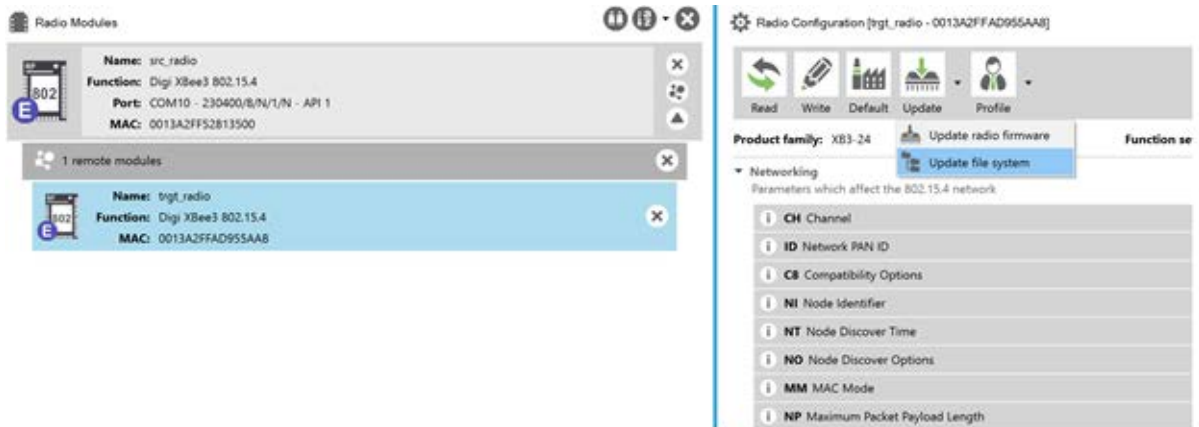 Radio Modules
802
E
Name: src_radio
Function: Digi XBee3 802.15.4
Port: COM10 - 230400/8/N/1/N - API 1
MAC: 0013A2FF52813500
1 remote modules
802
E
Name: trgt_radio
Function: Digi XBee3 802.15.4
MAC: 0013A2FFAD955AA8
Radio Configuration [trgt_radio - 0013A2FFAD955AA8]
Read Write Default Update Profile
Update radio firmware
Update file system
Product family: XB3-24 Function se
Networking
Parameters which affect the 802.15.4 network
i CH Channel
i ID Network PAN ID
i C8 Compatibility Options
i NI Node Identifier
i NT Node Discover Time
i NO Node Discover Options
i MM MAC Mode
i NP Maximum Packet Payload Length